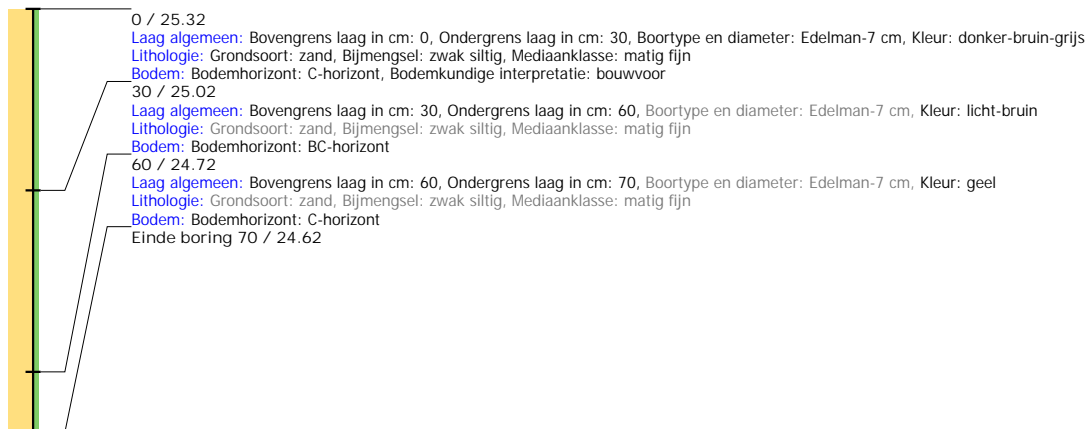 0 / 25.32
Laag algemeen: Bovengrens laag in cm: 0, Ondergrens laag in cm: 30, Boortype en diameter: Edelman-7 cm, Kleur: donker-bruin-grijs
Lithologie: Grondsoort: zand, Bijmengsel: zwak siltig, Mediaanklasse: matig fijn
Bodem: Bodemhorizont: C-horizont, Bodemkundige interpretatie: bouwvoor
30 / 25.02
Laag algemeen: Bovengrens laag in cm: 30, Ondergrens laag in cm: 60, Boortype en diameter: Edelman-7 cm, Kleur: licht-bruin
Lithologie: Grondsoort: zand, Bijmengsel: zwak siltig, Mediaanklasse: matig fijn
Bodem: Bodemhorizont: BC-horizont
60 / 24.72
Laag algemeen: Bovengrens laag in cm: 60, Ondergrens laag in cm: 70, Boortype en diameter: Edelman-7 cm, Kleur: geel
Lithologie: Grondsoort: zand, Bijmengsel: zwak siltig, Mediaanklasse: matig fijn
Bodem: Bodemhorizont: C-horizont
Einde boring 70 / 24.62